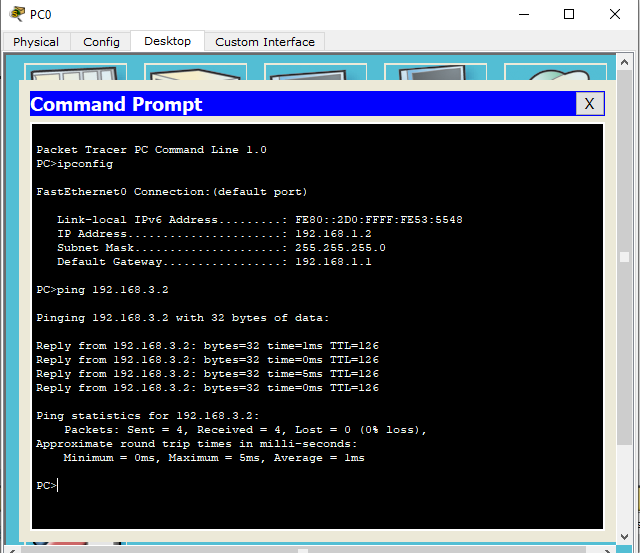 PC0
Physical Config Desktop Custom Interface
Command Prompt X
Packet Tracer PC Command Line 1.0
PC>ipconfig
FastEthernet0 Connection:(default port)
Link-local IPv6 Address.........: FE80::2D0:FFFF:FE53:5548
IP Address......................: 192.168.1.2
Subnet Mask.....................: 255.255.255.0
Default Gateway.................: 192.168.1.1
PC>ping 192.168.3.2
Pinging 192.168.3.2 with 32 bytes of data:
Reply from 192.168.3.2: bytes=32 time=1ms TTL=126
Reply from 192.168.3.2: bytes=32 time=0ms TTL=126
Reply from 192.168.3.2: bytes=32 time=5ms TTL=126
Reply from 192.168.3.2: bytes=32 time=0ms TTL=126
Ping statistics for 192.168.3.2:
Packets: Sent = 4, Received = 4, Lost = 0 (0% loss),
Approximate round trip times in milli-seconds:
Minimum = 0ms, Maximum = 5ms, Average = 1ms
PC>